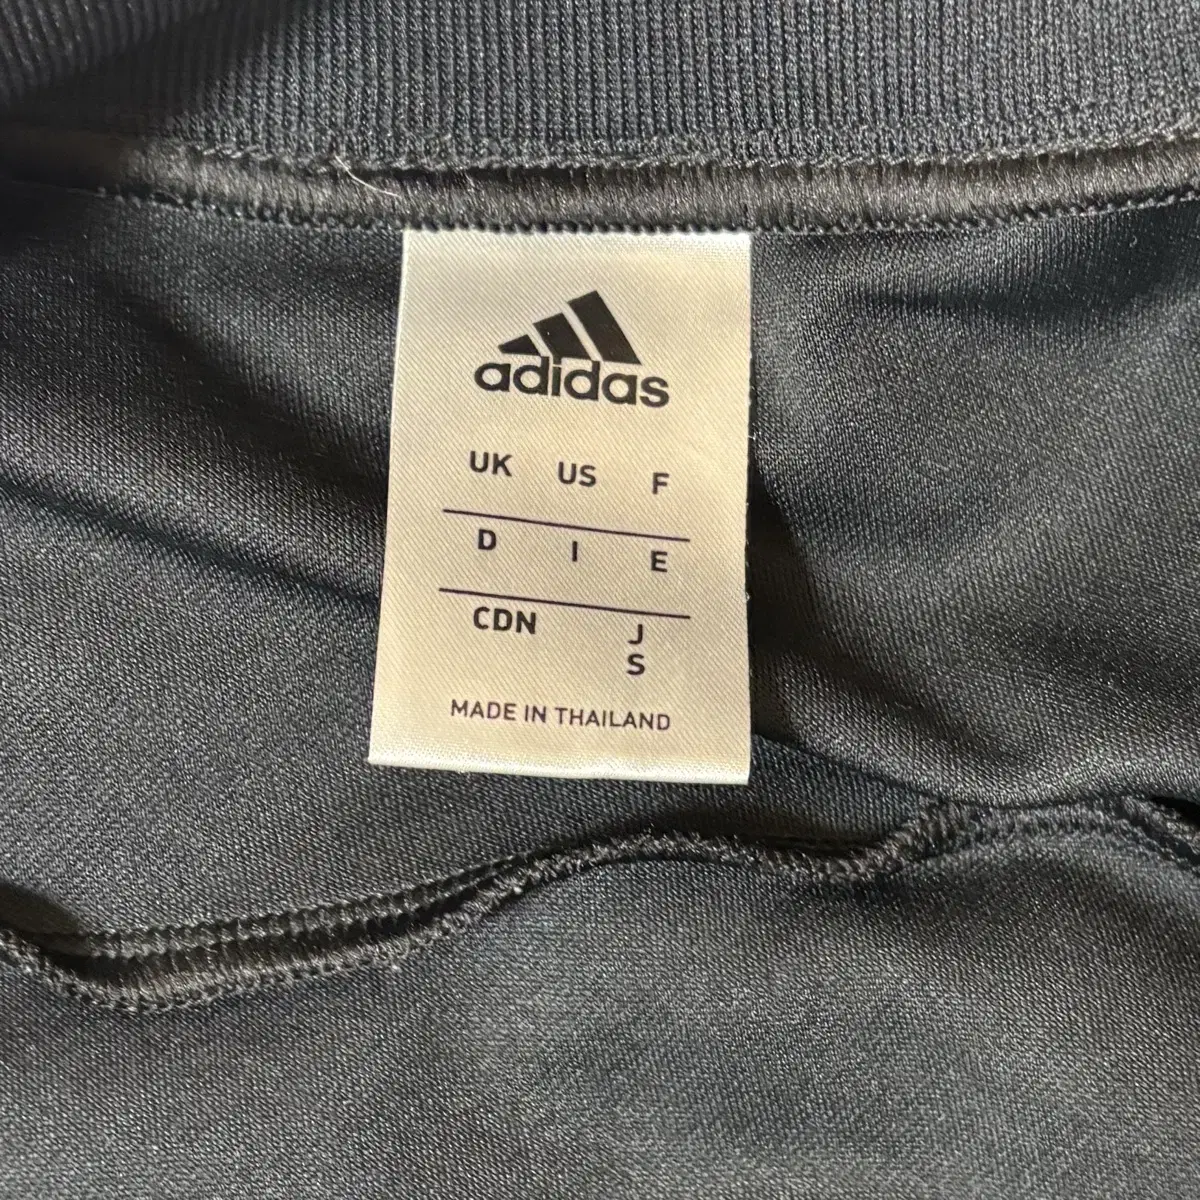 adidas
UK US F
D I E
CDN J
S
MADE IN THAILAND